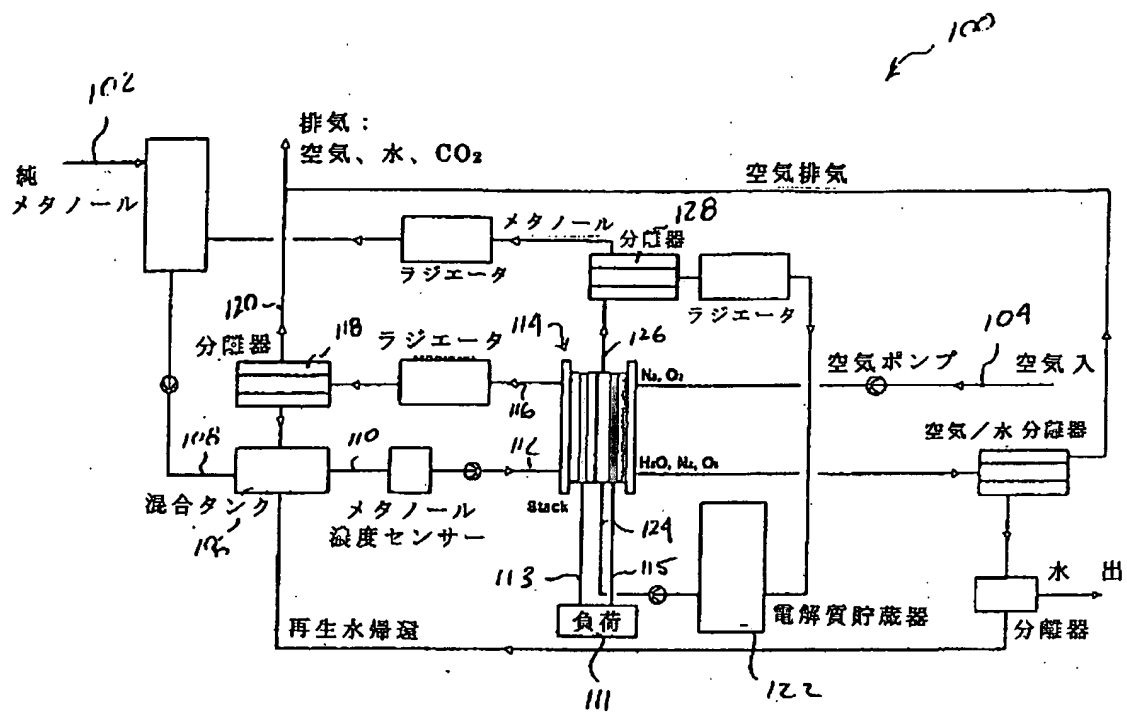 100
102
排気：
空気、水、CO₂
純
メタノール
空気排気
メタノール
128
分離器
ラジエータ
ラジエータ
120
分離器
118
ラジエータ
114
126
104
空気ポンプ
空気入
N₂, O₂
116
空気／水 分離器
108
110
112
H₂O, N₂, O₂
混合タンク
106
メタノール
濃度センサー
Stack
124
113
115
水 出
電解質貯蔵器
分離器
負荷
再生水帰還
111
122